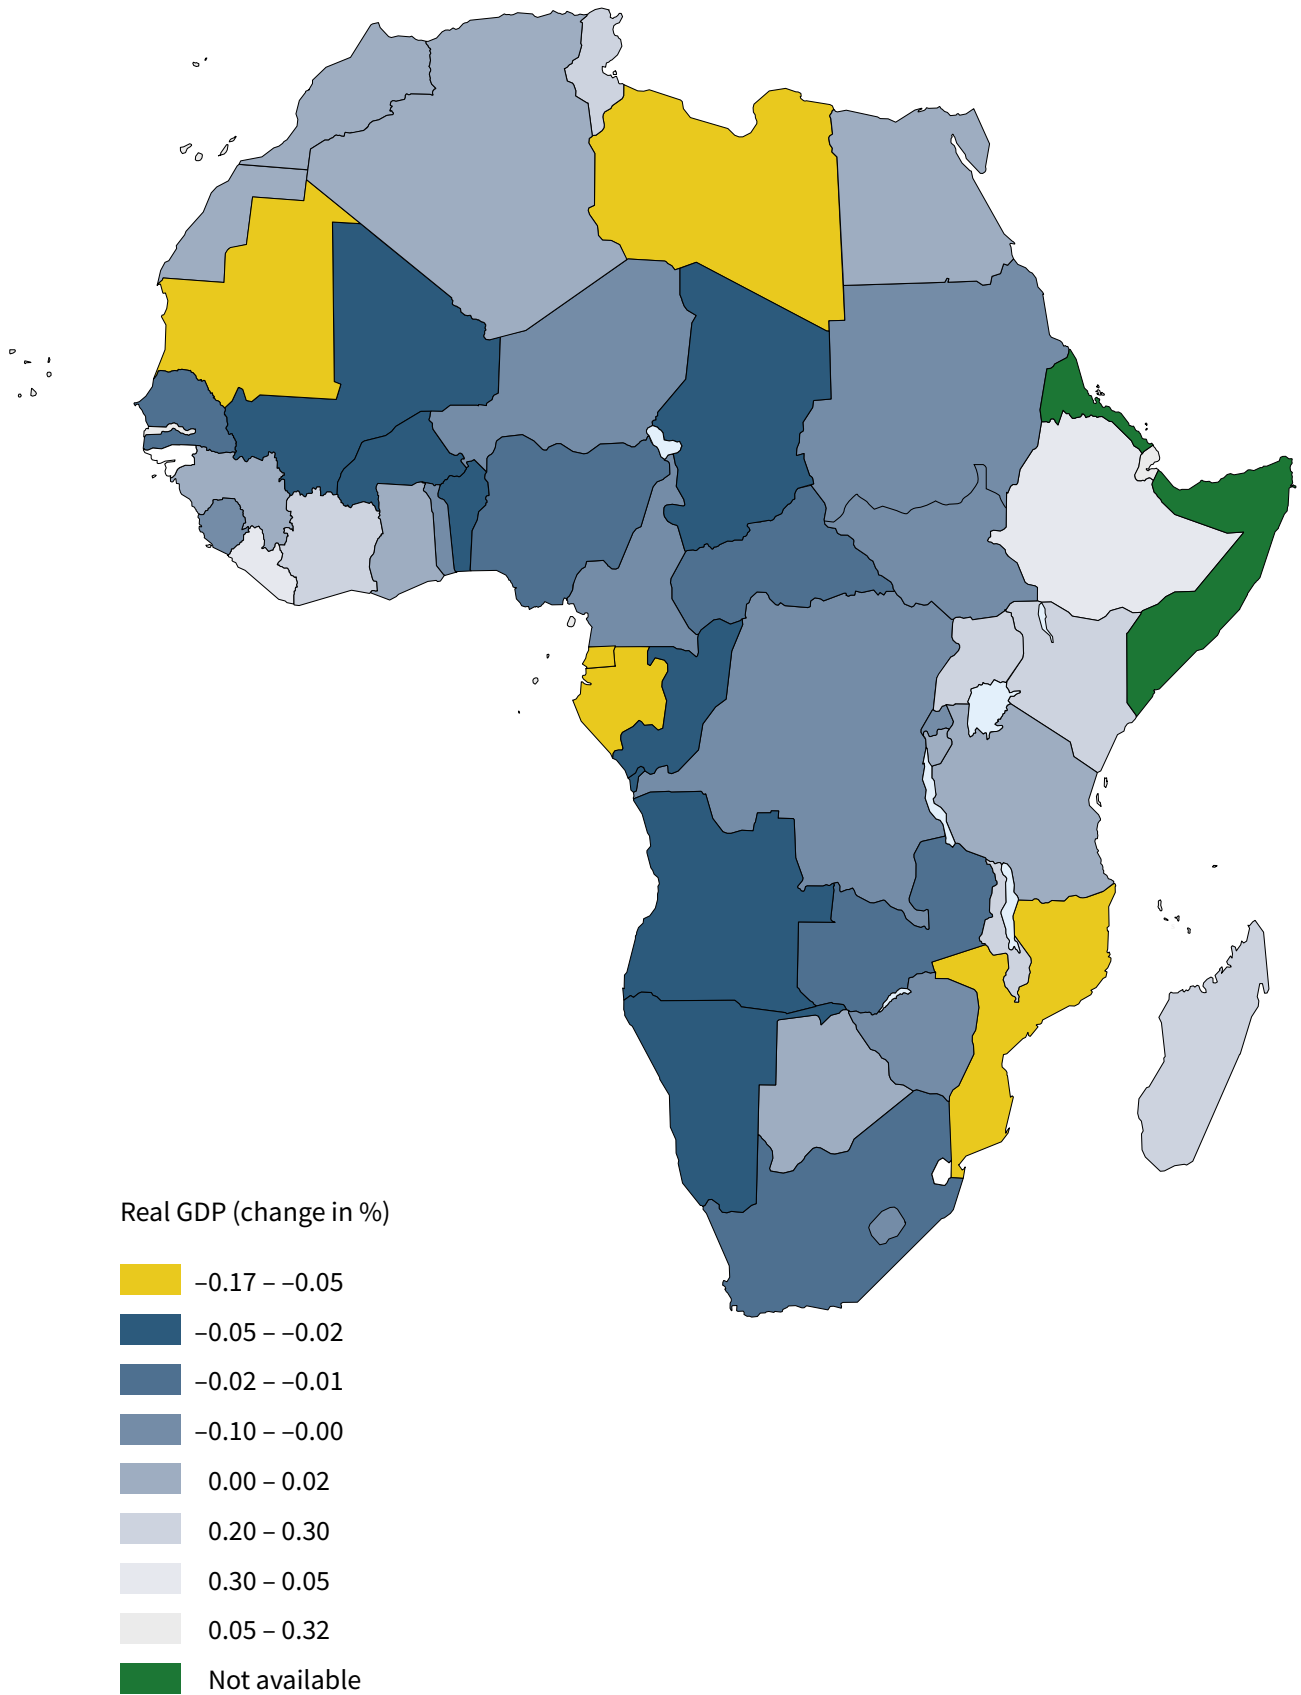 Real GDP (change in %)
–0.17 – –0.05
–0.05 – –0.02
–0.02 – –0.01
–0.10 – –0.00
0.00 – 0.02
0.20 – 0.30
0.30 – 0.05
0.05 – 0.32
Not available